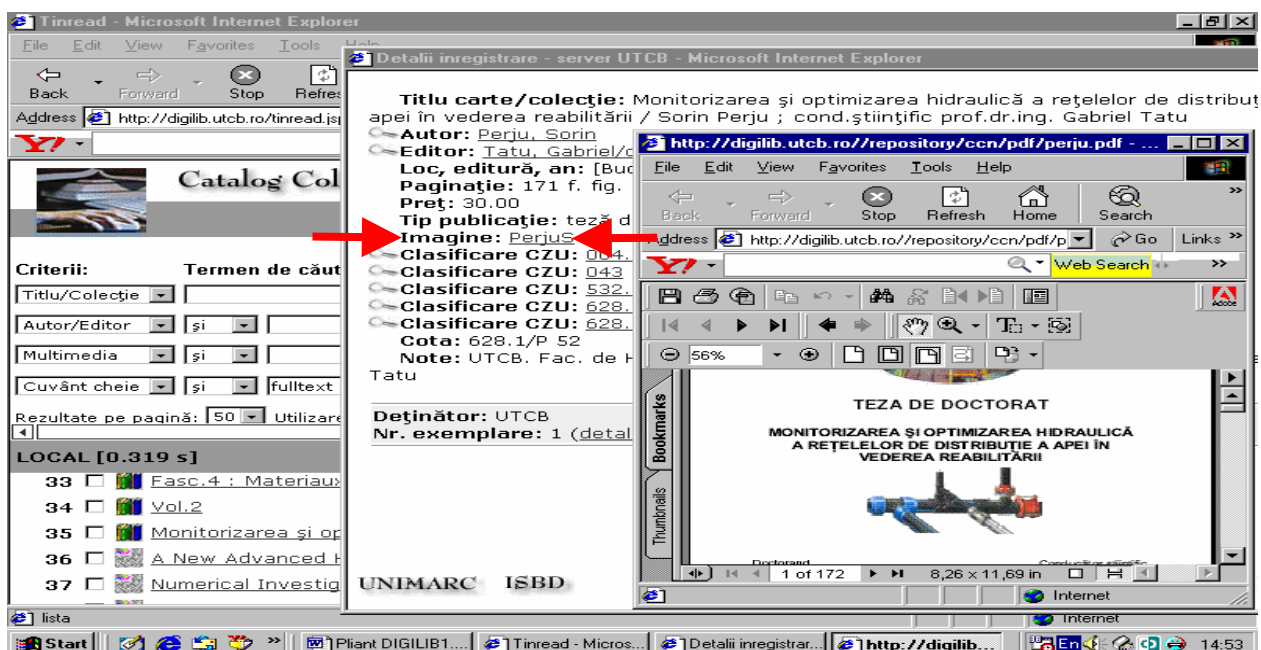 Tinread - Microsoft Internet Explorer
File Edit View Favorites Tools Help
Back Forward Stop Refres
Address http://digilib.utcb.ro/tinread.jsp
Y!
Catalog Col
Criterii: Termen de căut
Titlu/Colecţie
Autor/Editor şi
Multimedia şi
Cuvânt cheie şi fulltext
Rezultate pe pagină: 50 Utilizare
LOCAL [0.319 s]
33 Fasc.4 : Materiaux
34 Vol.2
35 Monitorizarea şi op
36 A New Advanced H
37 Numerical Investig
lista
Internet
Detalii inregistrare - server UTCB - Microsoft Internet Explorer
Titlu carte/colecţie: Monitorizarea şi optimizarea hidraulică a reţelelor de distribuţ
apei în vederea reabilitării / Sorin Perju ; cond.ştiinţific prof.dr.ing. Gabriel Tatu
Autor: Perju, Sorin
Editor: Tatu, Gabriel/c
Loc, editură, an: [Buc
Paginaţie: 171 f. fig.
Preţ: 30.00
Tip publicaţie: teză d
Imagine: PerjuS
Clasificare CZU: 004.
Clasificare CZU: 043
Clasificare CZU: 532.
Clasificare CZU: 628.
Clasificare CZU: 628.
Cota: 628.1/P 52
Note: UTCB. Fac. de H
Tatu
Deţinător: UTCB
Nr. exemplare: 1 (detal
UNIMARC ISBD
http://digilib.utcb.ro//repository/ccn/pdf/perju.pdf - ...
File Edit View Favorites Tools Help
Back Forward Stop Refresh Home Search
Address http://digilib.utcb.ro//repository/ccn/pdf/p Go Links
Y! Web Search
Adobe
56%
Bookmarks
Thumbnails
TEZA DE DOCTORAT
MONITORIZAREA ŞI OPTIMIZAREA HIDRAULICĂ
A REŢELELOR DE DISTRIBUŢIE A APEI ÎN
VEDEREA REABILITĂRII
Doctorand
1 of 172 8,26 x 11,69 in
Internet
Start Pliant DIGILIB1.... Tinread - Micros... Detalii inregistrar... http://digilib... En 14:53